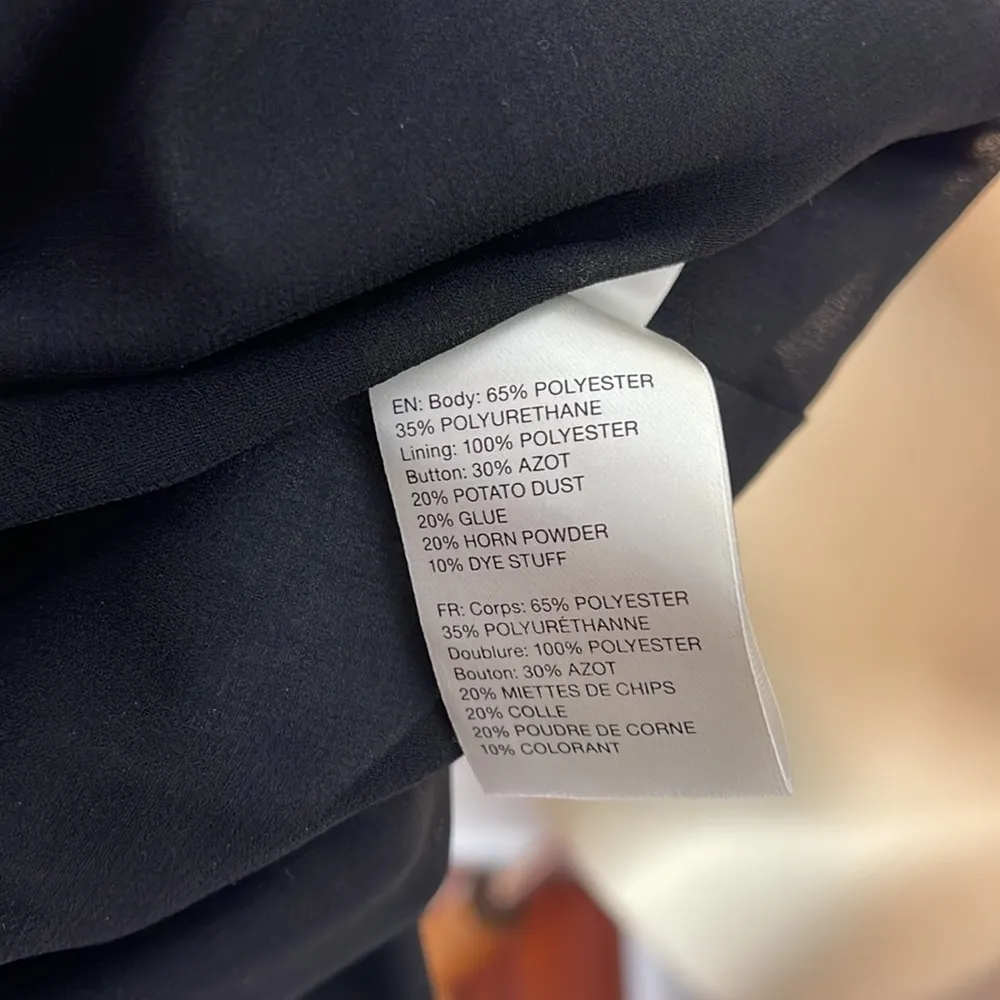 EN: Body: 65% POLYESTER
35% POLYURETHANE
Lining: 100% POLYESTER
Button: 30% AZOT
20% POTATO DUST
20% GLUE
20% HORN POWDER
10% DYE STUFF
FR: Corps: 65% POLYESTER
35% POLYURÉTHANNE
Doublure: 100% POLYESTER
Bouton: 30% AZOT
20% MIETTES DE CHIPS
20% COLLE
20% POUDRE DE CORNE
10% COLORANT